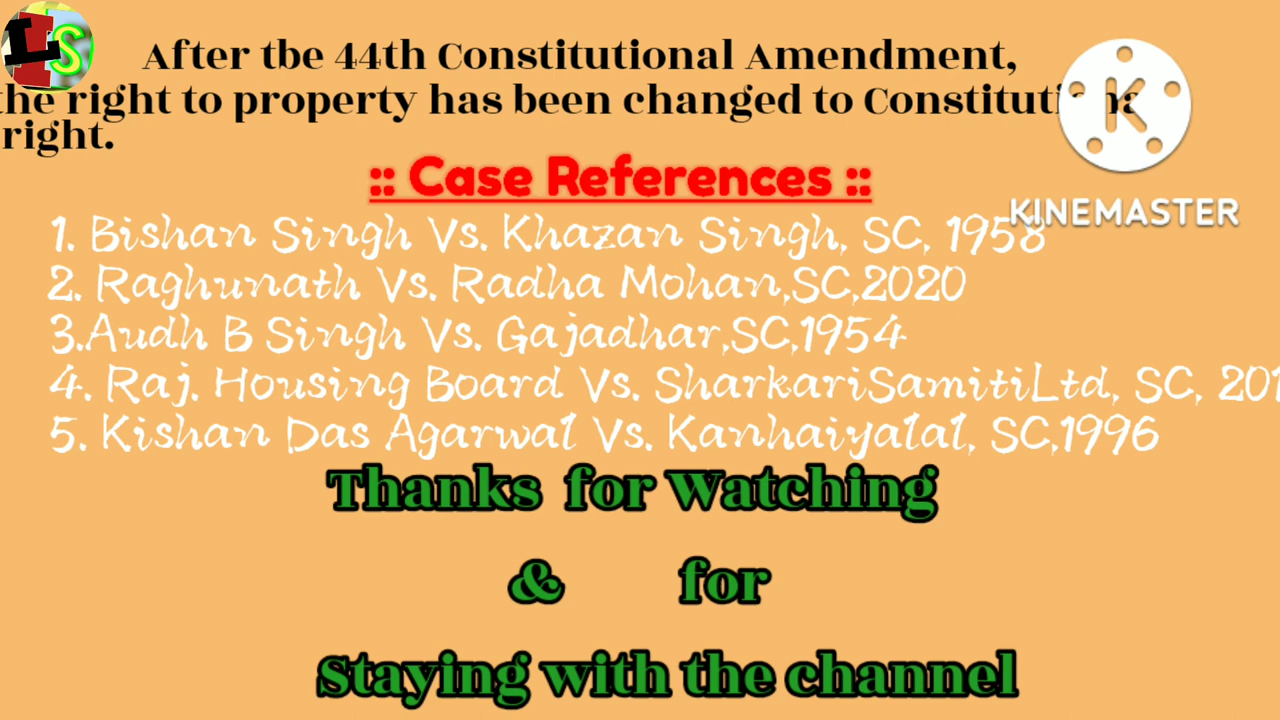 LS
After tbe 44th Constitutional Amendment,
the right to property has been changed to
right.
:: Case References ::
1. Bishan Singh Vs. Khazan Singh, SC, 1958
2. Raghunath Vs. Radha Mohan,SC,2020
3.Audh B Singh Vs. Gajadhar,SC,1954
4. Raj. Housing Board Vs. SharkariSamitiLtd, SC,
5. Kishan Das Agarwal Vs. Kanhaiyalal, SC,1996
K
KINEMASTER
Thanks for Watching
& for
Staying with the channel